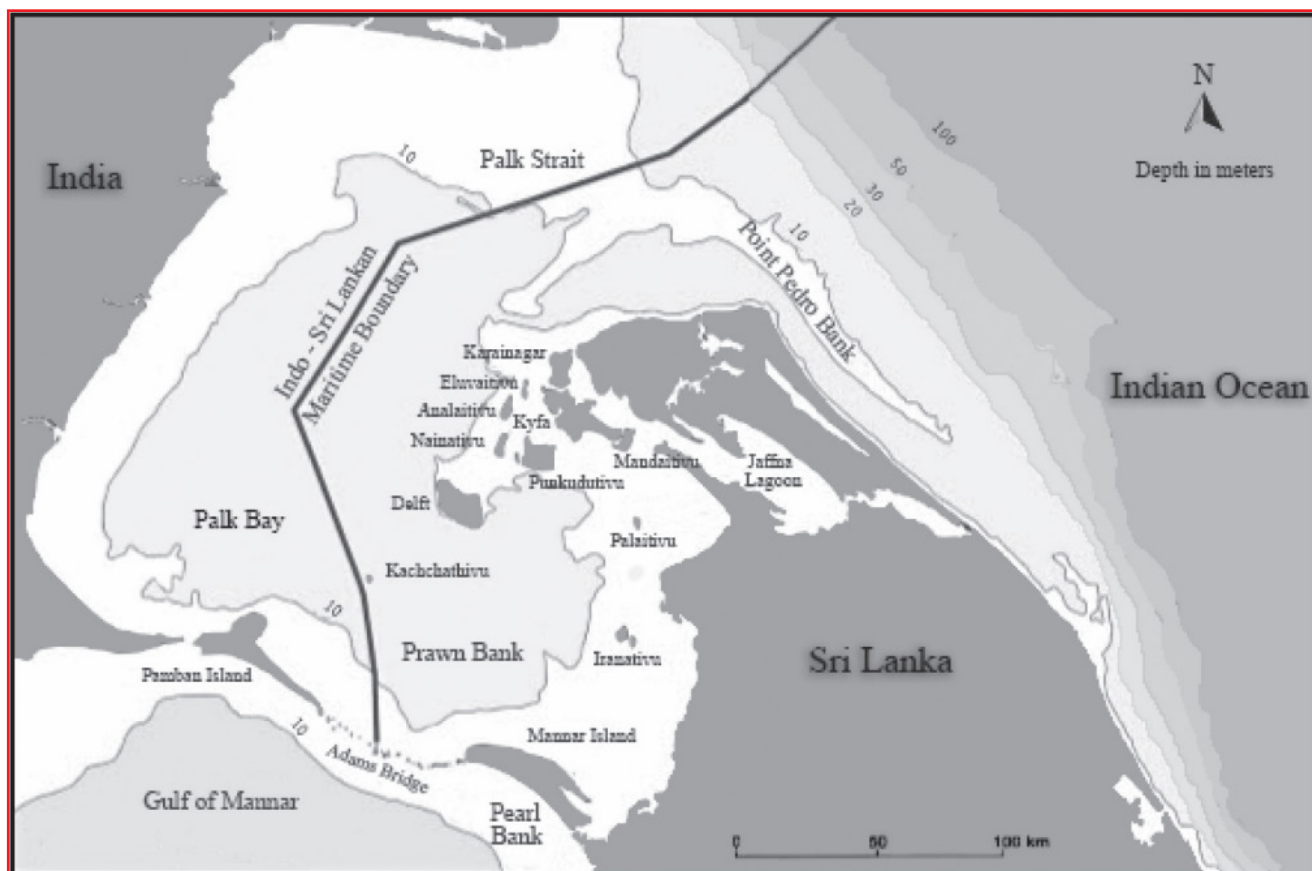 N
100
10
Palk Strait
50
Depth in meters
India
30
20
10
Indo - Sri Lankan
Maritime Boundary
Point Pedro Bank
Karainagar
Indian Ocean
Eluvaitivu
Analaitivu
Kyfa
Nainativu
Mandaitivu
Jaffna
Lagoon
Punkudutivu
Delft
Palk Bay
Palaitivu
Kachchathivu
10
Prawn Bank
Iranativu
Sri Lanka
Pamban Island
10
Mannar Island
Adams Bridge
Gulf of Mannar
Pearl
Bank
0 50 100 km